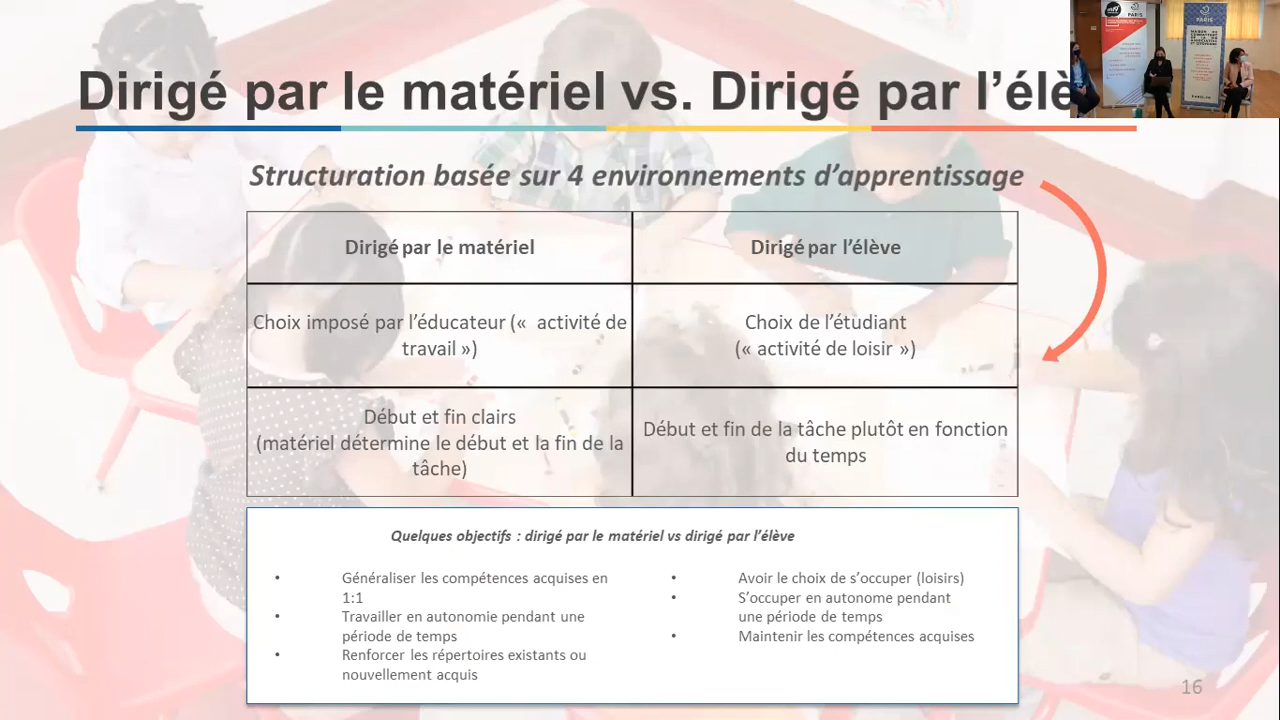 Dirigé par le matériel vs. Dirigé par l'élè
PARIS
PARIS
PARIS.FR
Structuration basée sur 4 environnements d'apprentissage
Dirigé par le matériel
Dirigé par l'élève
Choix imposé par l'éducateur («  activité de
travail »)
Choix de l'étudiant
(« activité de loisir »)
Début et fin clairs
(matériel détermine le début et la fin de la
tâche)
Début et fin de la tâche plutôt en fonction
du temps
Quelques objectifs : dirigé par le matériel vs dirigé par l'élève
• Généraliser les compétences acquises en
1:1
• Travailler en autonomie pendant une
période de temps
• Renforcer les répertoires existants ou
nouvellement acquis
• Avoir le choix de s'occuper (loisirs)
• S'occuper en autonome pendant
une période de temps
• Maintenir les compétences acquises
16